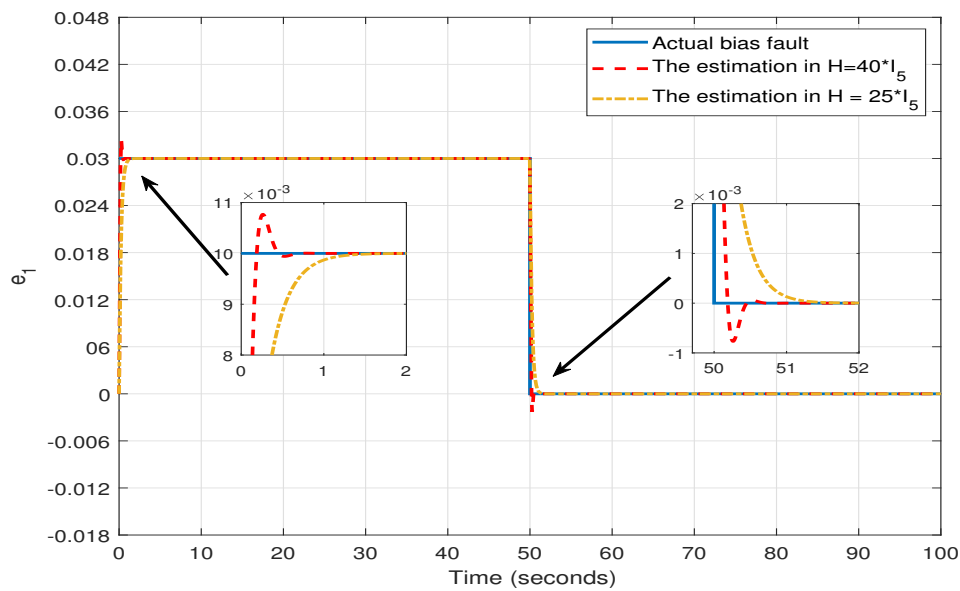 0.048
0.042
0.036
0.03
0.024
0.018
0.012
06
0
-0.006
-0.012
-0.018
e1
Actual bias fault
The estimation in H=40*I5
The estimation in H = 25*I5
× 10-3
11
10
9
8
0 1 2
× 10-3
2
1
0
-1
50 51 52
0 10 20 30 40 50 60 70 80 90 100
Time (seconds)